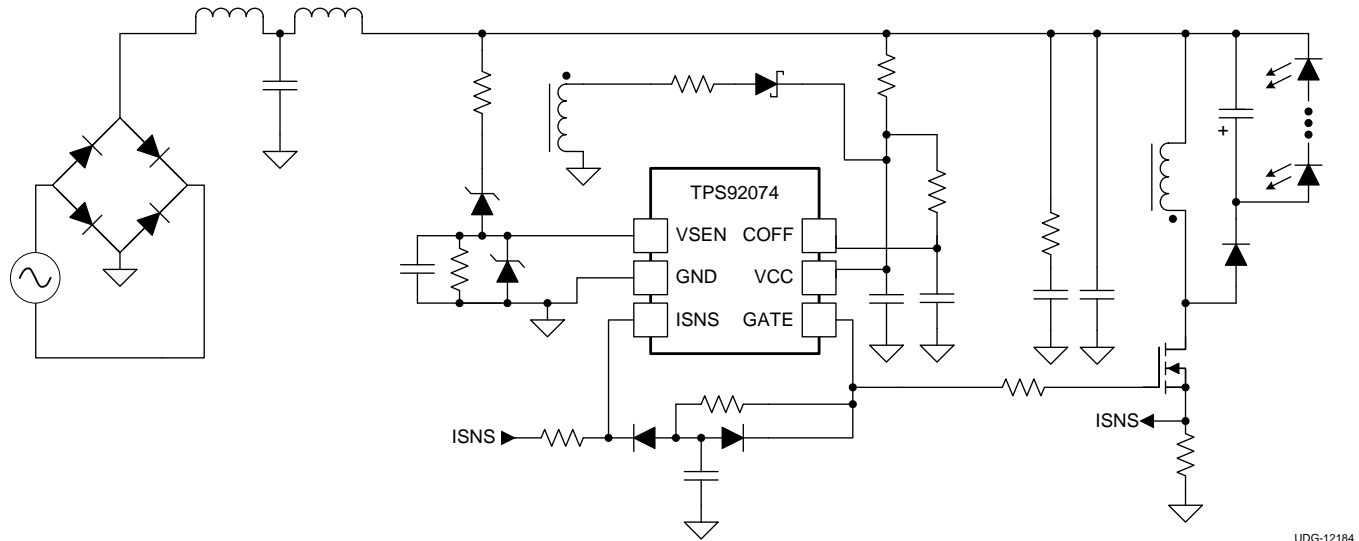 TPS92074
VSEN COFF
GND VCC
ISNS GATE
ISNS
ISNS
UDG-12184